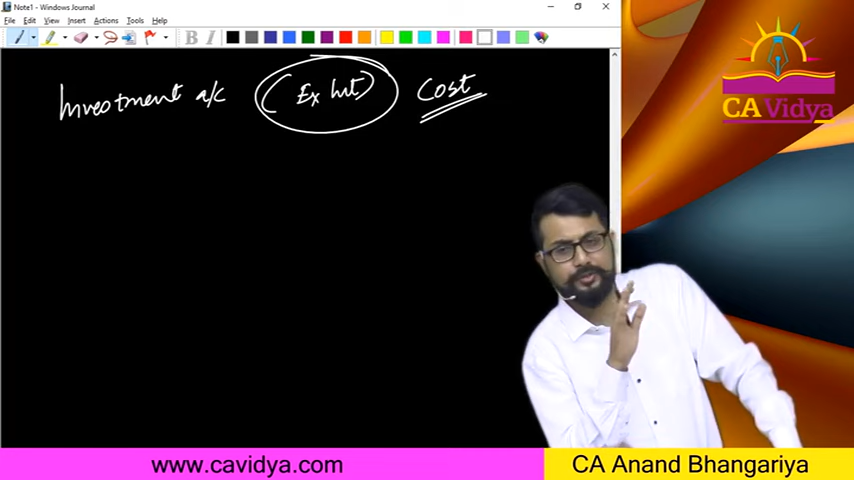 Note1 - Windows Journal
File Edit View Insert Actions Tools Help
B I
Investment a/c (Ex Int) Cost
CA Vidya
www.cavidya.com
CA Anand Bhangariya